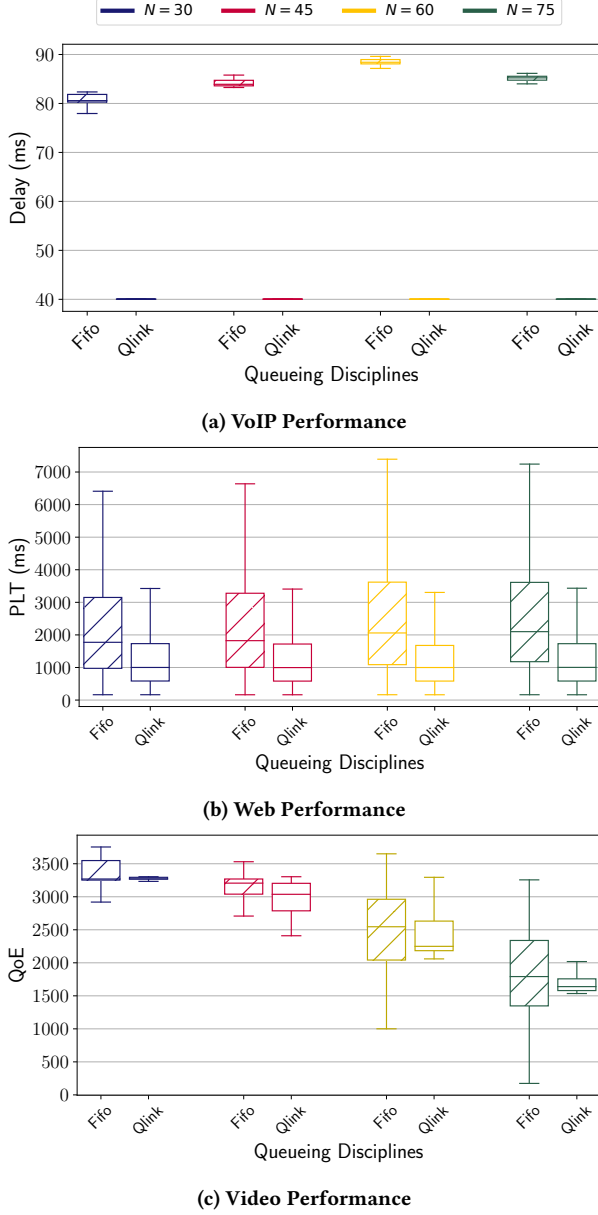 N = 30 N = 45 N = 60 N = 75
90
80
70
60
50
40
Delay (ms)
Fifo Qlink Fifo Qlink Fifo Qlink Fifo Qlink
Queueing Disciplines
(a) VoIP Performance
7000
6000
5000
4000
3000
2000
1000
0
PLT (ms)
Fifo Qlink Fifo Qlink Fifo Qlink Fifo Qlink
Queueing Disciplines
(b) Web Performance
3500
3000
2500
2000
1500
1000
500
0
QoE
Fifo Qlink Fifo Qlink Fifo Qlink Fifo Qlink
Queueing Disciplines
(c) Video Performance